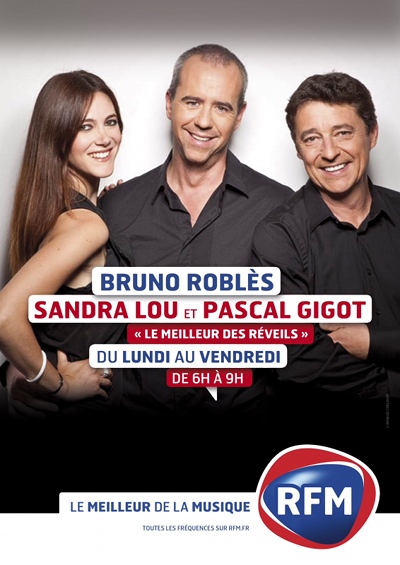 BRUNO ROBLÈS
SANDRA LOU ET PASCAL GIGOT
« LE MEILLEUR DES RÉVEILS »
DU LUNDI AU VENDREDI
DE 6H À 9H
LE MEILLEUR DE LA MUSIQUE
RFM
TOUTES LES FRÉQUENCES SUR RFM.FR